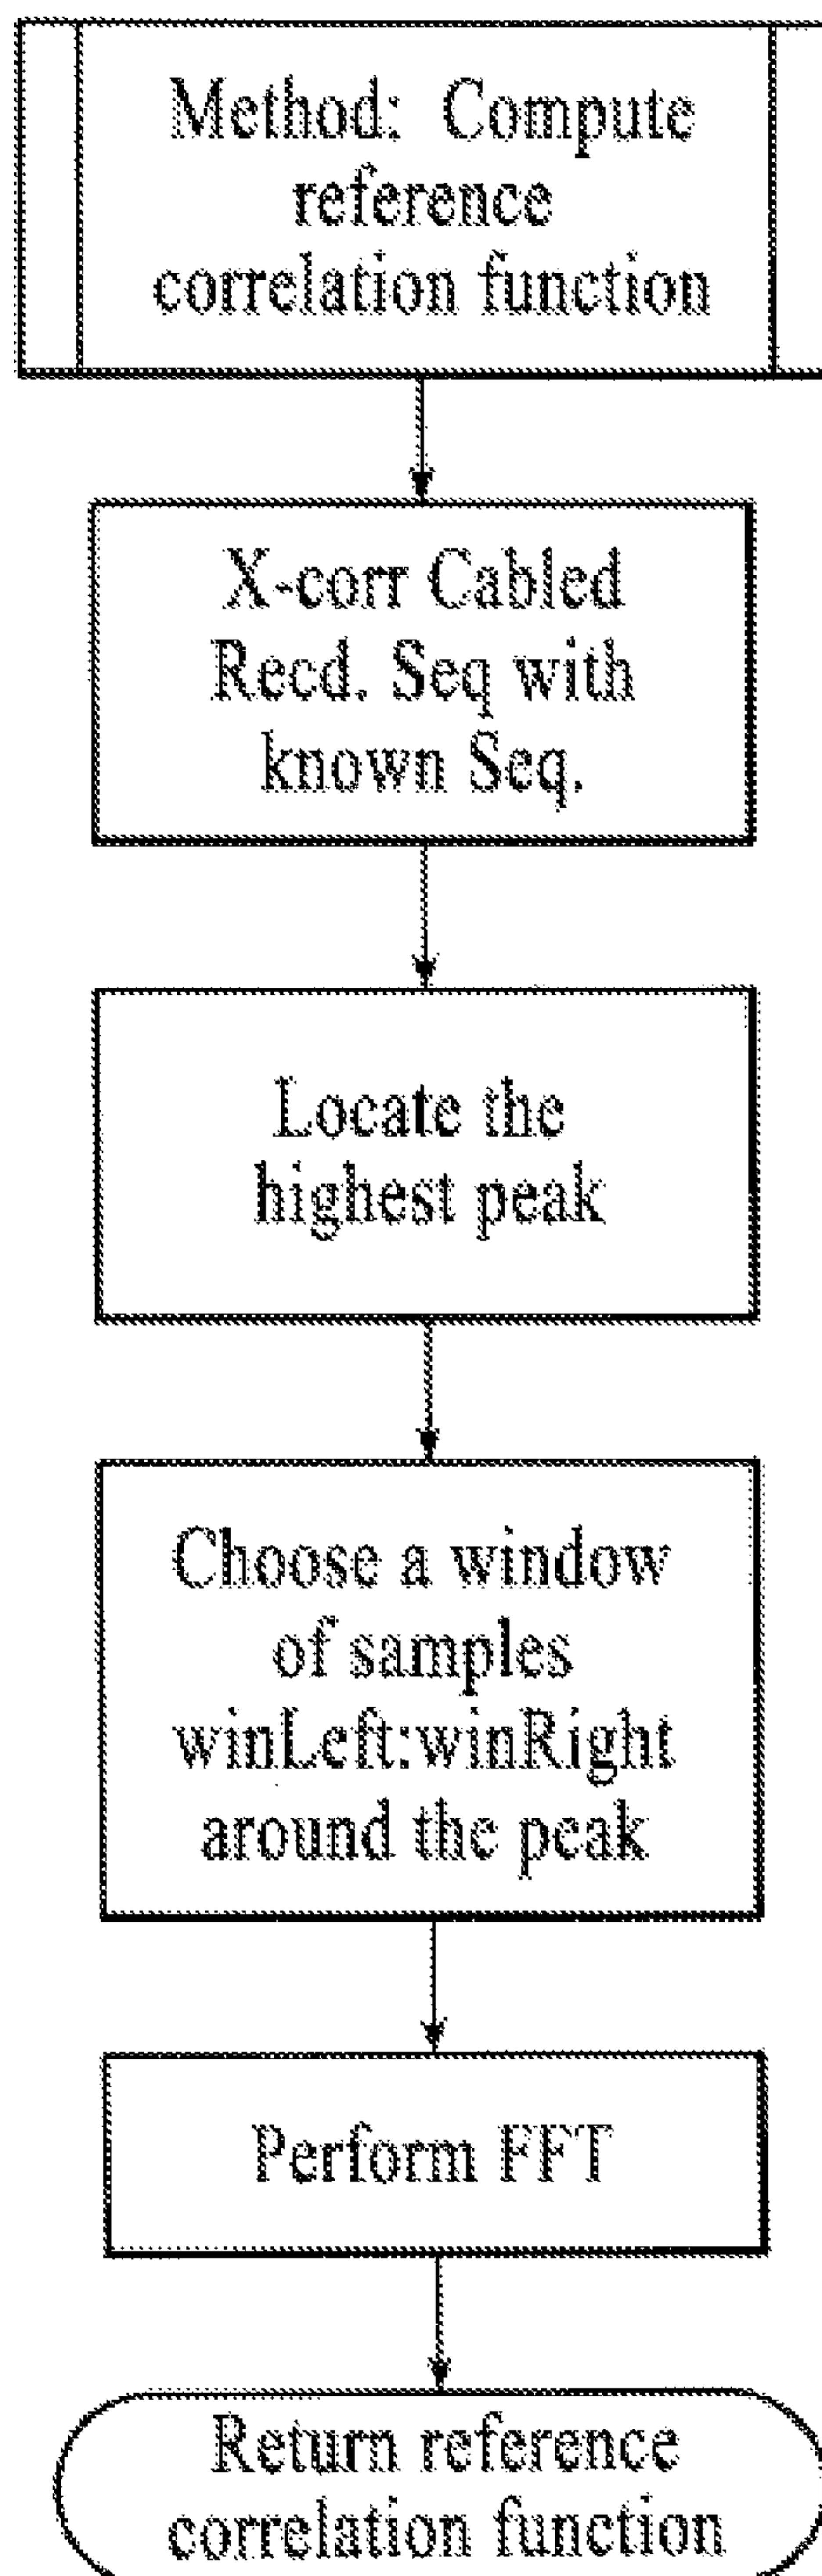 Method: Compute
reference
correlation function
X-corr Cabled
Recd. Seq with
known Seq.
Locate the
highest peak
Choose a window
of samples
winLeft:winRight
around the peak
Perform FFT
Return reference
correlation function